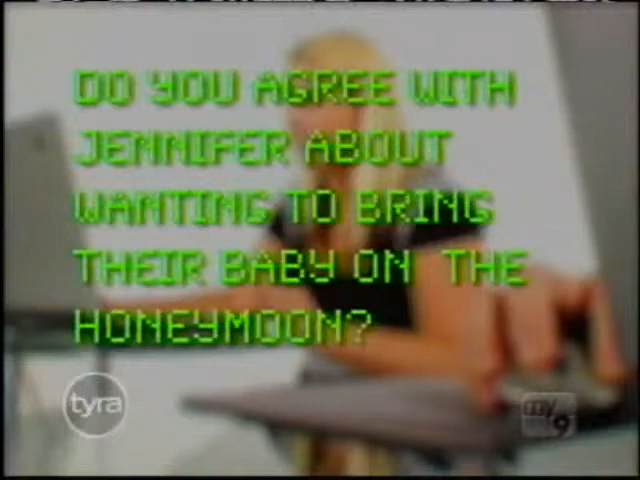 DO YOU AGREE WITH
JENNIFER ABOUT
WANTING TO BRING
THEIR BABY ON THE
HONEYMOON?
tyra
my9